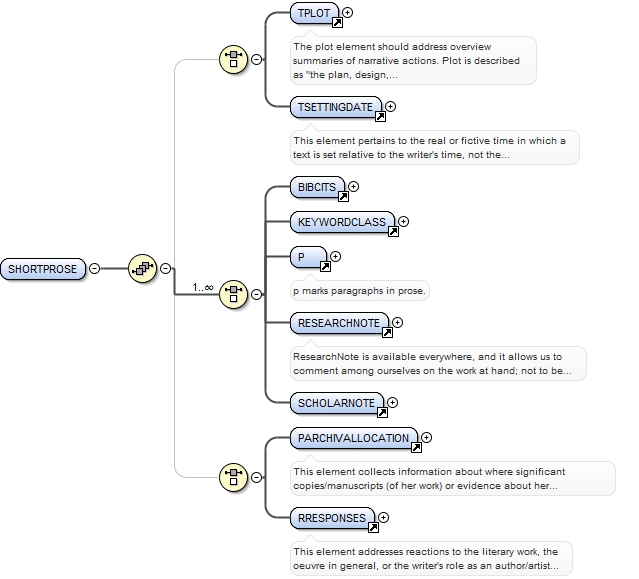 TPLOT
The plot element should address overview
summaries of narrative actions. Plot is described
as "the plan, design,...
TSETTINGDATE
This element pertains to the real or fictive time in which a
text is set relative to the writer's time, not the...
BIBCITS
KEYWORDCLASS
P
p marks paragraphs in prose.
SHORTPROSE
1..∞
RESEARCHNOTE
ResearchNote is available everywhere, and it allows us to
comment among ourselves on the work at hand; not to be...
SCHOLARNOTE
PARCHIVALLOCATION
This element collects information about where significant
copies/manuscripts (of her work) or evidence about her...
RRESPONSES
This element addresses reactions to the literary work, the
oeuvre in general, or the writer's role as an author/artist...